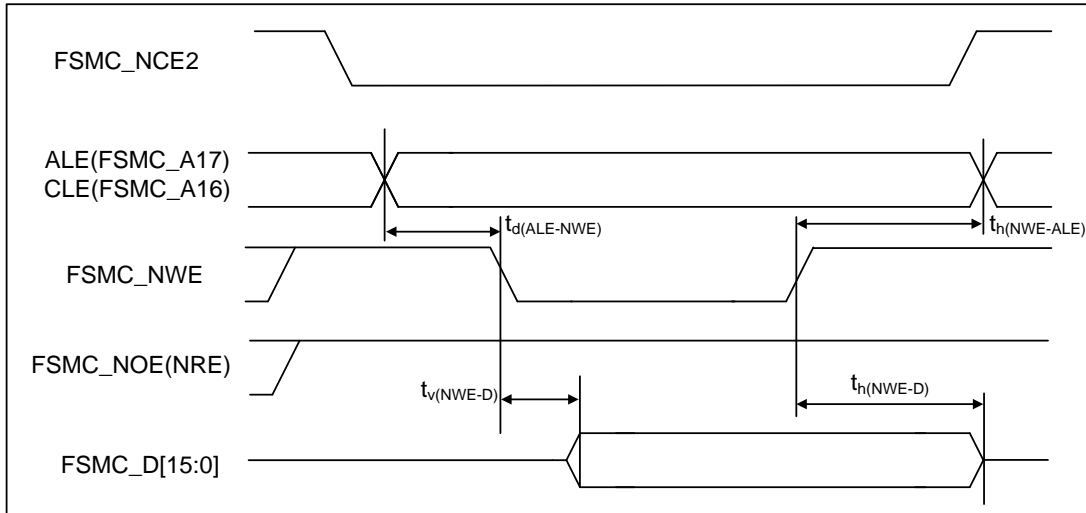 FSMC_NCE2
ALE(FSMC_A17)
CLE(FSMC_A16)
td(ALE-NWE)
th(NWE-ALE)
FSMC_NWE
FSMC_NOE(NRE)
tv(NWE-D)
th(NWE-D)
FSMC_D[15:0]